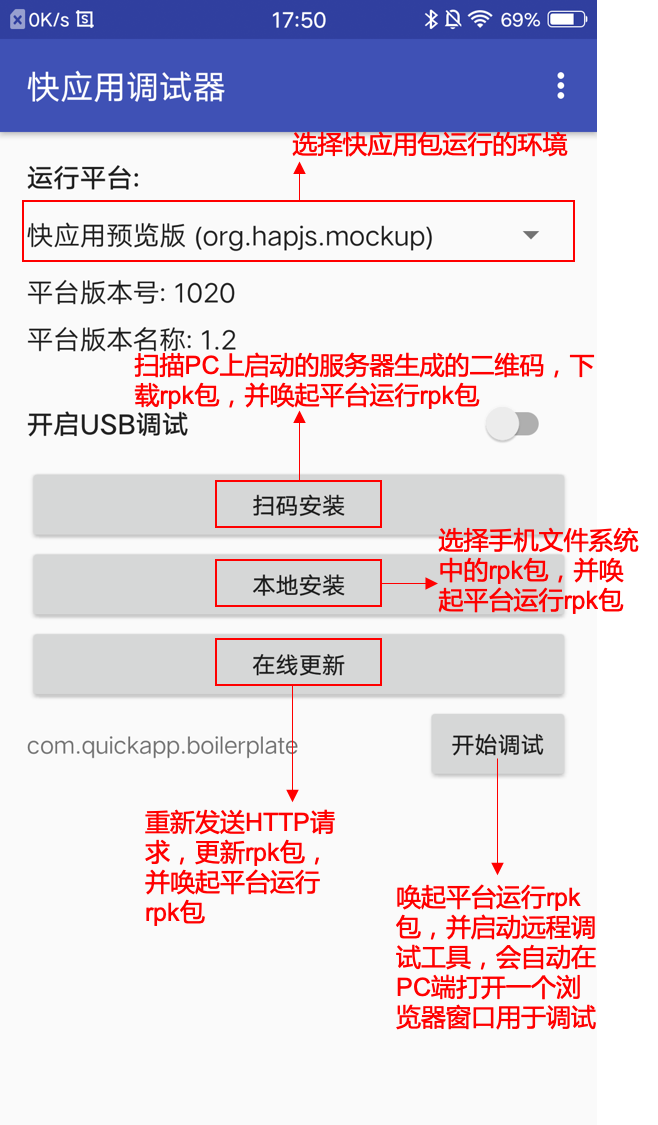 0K/s 17:50 69%
快应用调试器
选择快应用包运行的环境
运行平台:
快应用预览版 (org.hapjs.mockup)
平台版本号: 1020
平台版本名称: 1.2
扫描PC上启动的服务器生成的二维码，下
载rpk包，并唤起平台运行rpk包
开启USB调试
扫码安装
选择手机文件系统
中的rpk包，并唤
起平台运行rpk包
本地安装
在线更新
com.quickapp.boilerplate
开始调试
重新发送HTTP请
求，更新rpk包，
并唤起平台运行
rpk包
唤起平台运行rpk
包，并启动远程调
试工具，会自动在
PC端打开一个浏
览器窗口用于调试